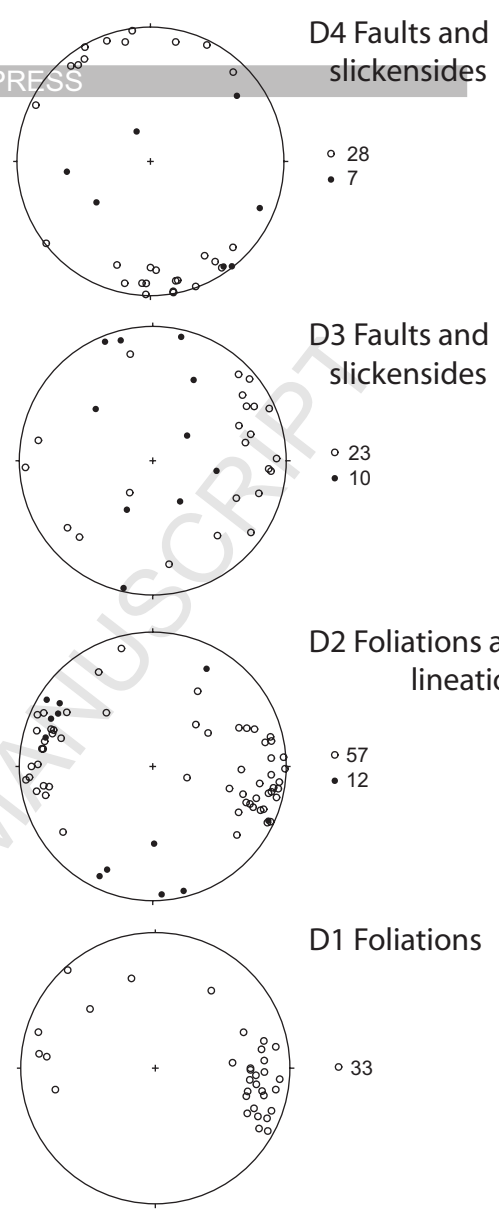 D4 Faults and
slickensides
PRESS
28
7
D3 Faults and
slickensides
23
10
MANUSCRIPT
D2 Foliations a
lineatio
57
12
D1 Foliations
33